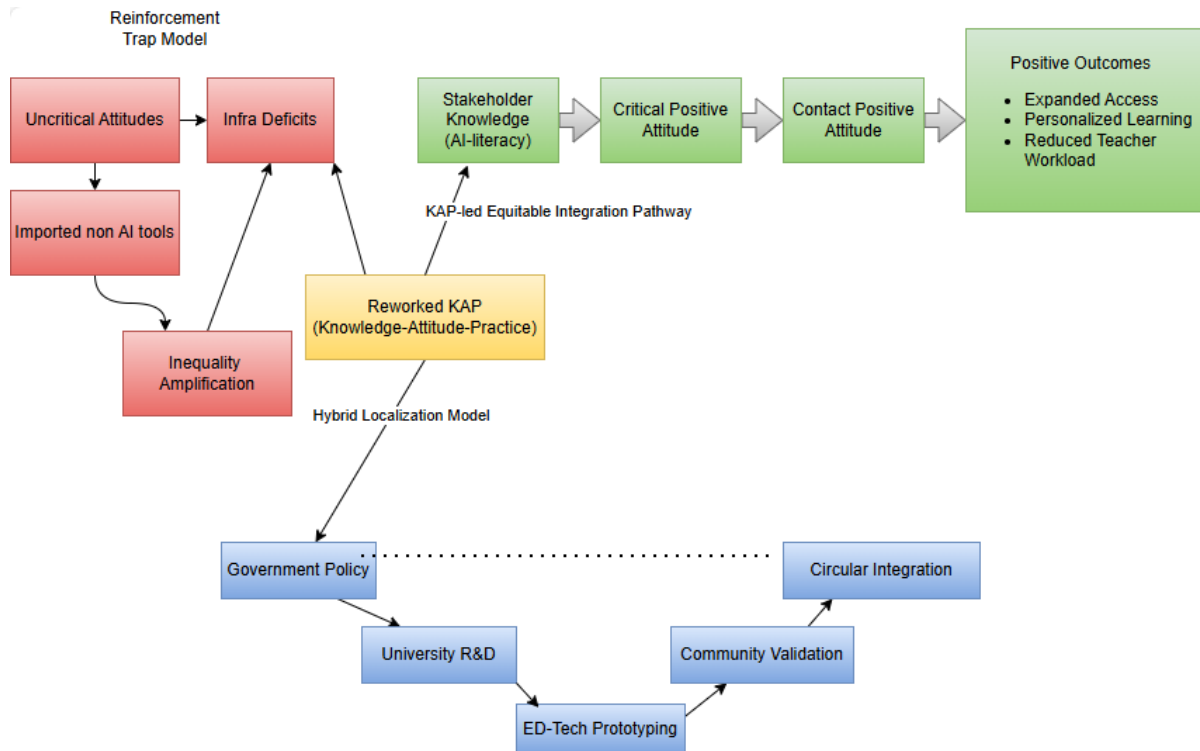 Reinforcement
Trap Model
Uncritical Attitudes
Infra Deficits
Stakeholder
Knowledge
(AI-literacy)
Critical Positive
Attitude
Contact Positive
Attitude
Positive Outcomes
Expanded Access
Personalized Learning
Reduced Teacher
Workload
Imported non AI tools
KAP-led Equitable Integration Pathway
Reworked KAP
(Knowledge-Attitude-Practice)
Inequality
Amplification
Hybrid Localization Model
Government Policy
Circular Integration
University R&D
Community Validation
ED-Tech Prototyping